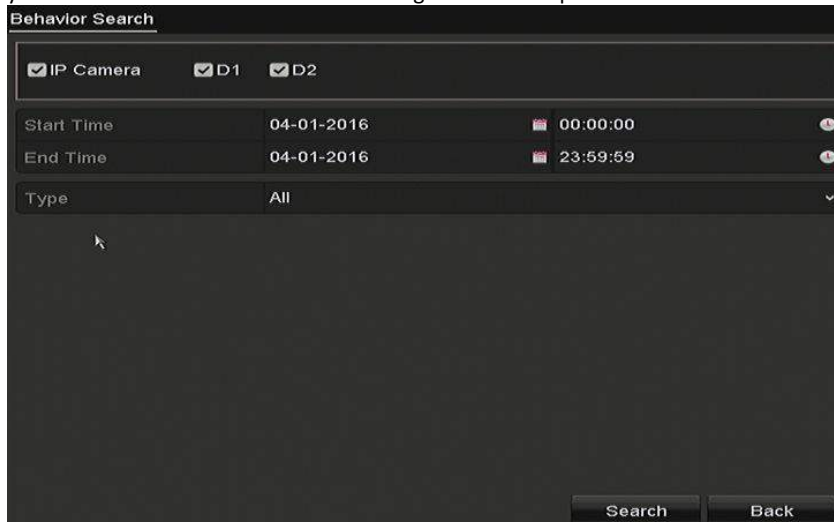 Behavior Search
IP Camera D1 D2
Start Time 04-01-2016 00:00:00
End Time 04-01-2016 23:59:59
Type All
Search Back